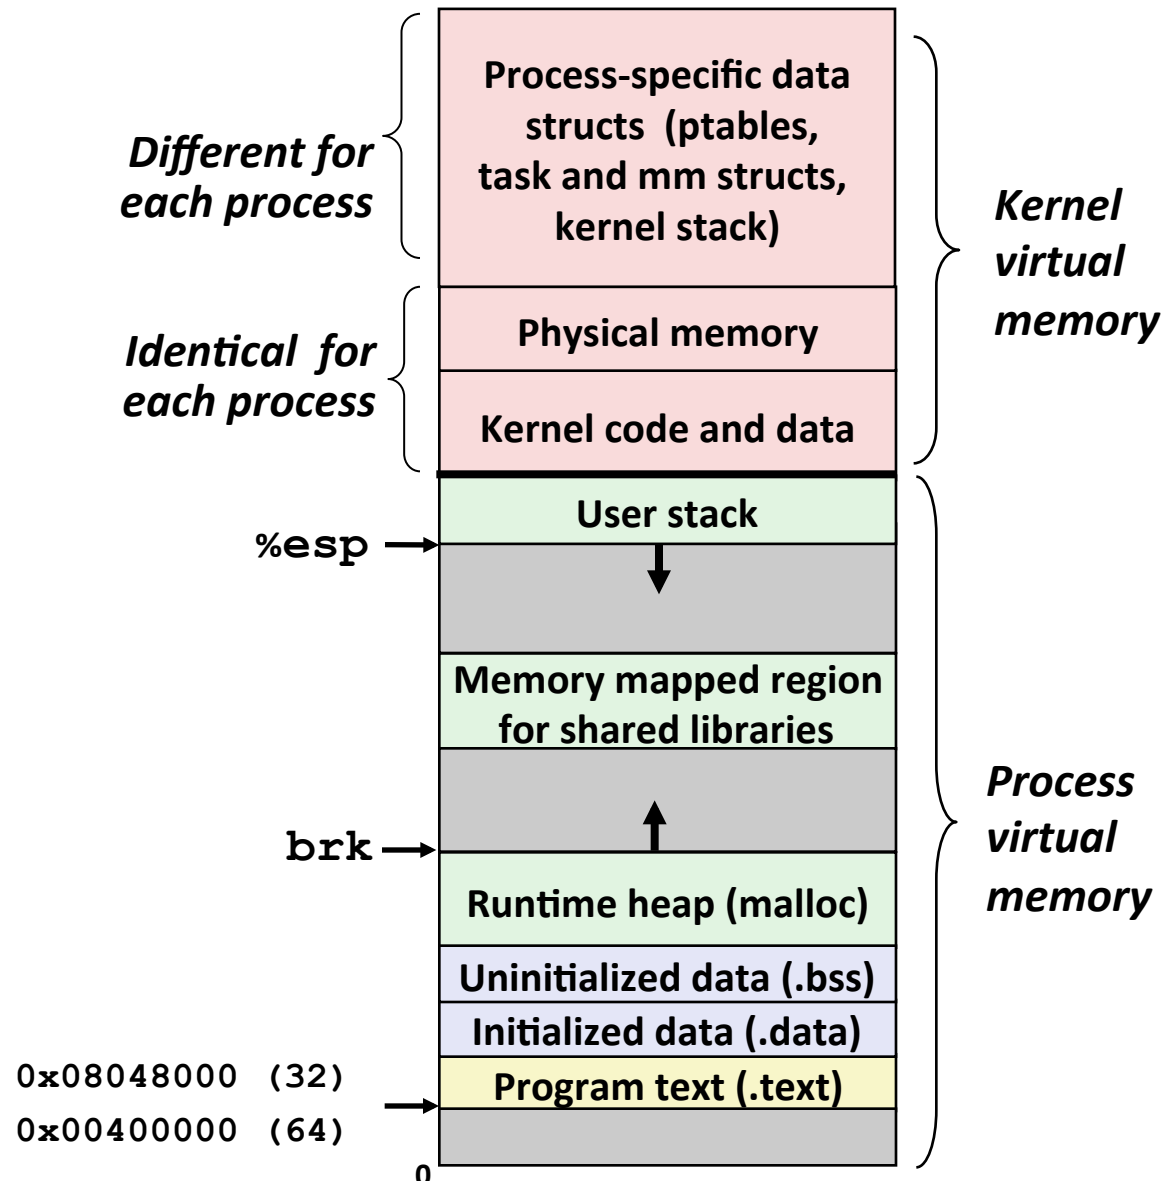 Process-specific data
structs (ptables,
task and mm structs,
kernel stack)
Different for
each process
Kernel
virtual
memory
Physical memory
Identical for
each process
Kernel code and data
User stack
%esp
Memory mapped region
for shared libraries
Process
virtual
memory
brk
Runtime heap (malloc)
Uninitialized data (.bss)
Initialized data (.data)
Program text (.text)
0x08048000 (32)
0x00400000 (64)
0